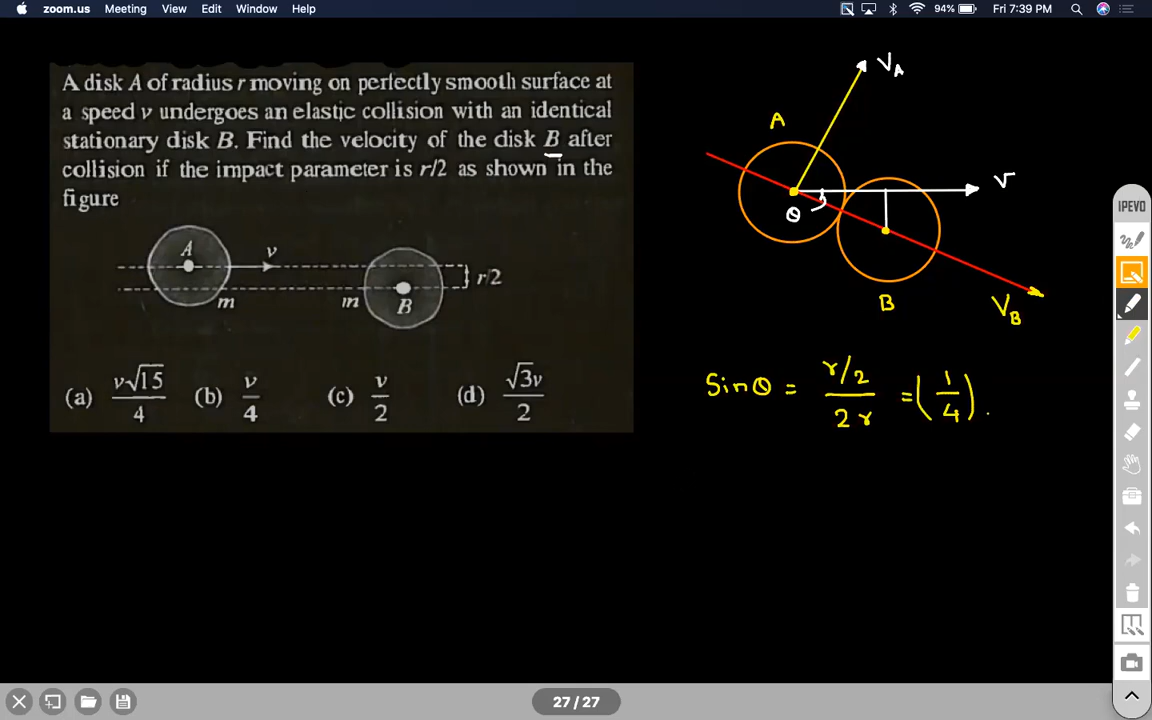 zoom.us Meeting View Edit Window Help
94% Fri 7:39 PM
A disk A of radius r moving on perfectly smooth surface at
a speed v undergoes an elastic collision with an identical
stationary disk B. Find the velocity of the disk B after
collision if the impact parameter is r/2 as shown in the
figure
A
v
r/2
m
m
B
(a) v√15/4 (b) v/4 (c) v/2 (d) √3v/2
VA
A
v
θ
B
VB
Sinθ = (r/2)/(2r) = (1/4).
IPEVO
27 / 27